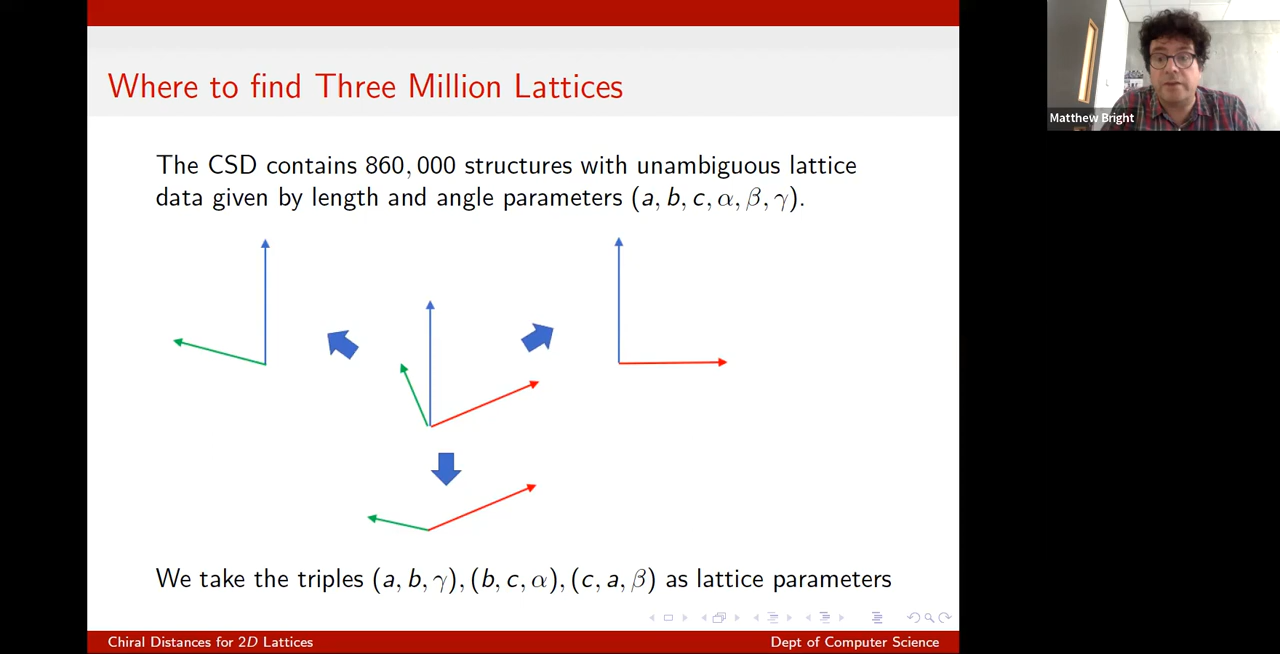 Where to find Three Million Lattices
Matthew Bright
The CSD contains 860,000 structures with unambiguous lattice
data given by length and angle parameters (a, b, c, α, β, γ).
We take the triples (a, b, γ), (b, c, α), (c, a, β) as lattice parameters
Chiral Distances for 2D Lattices
Dept of Computer Science